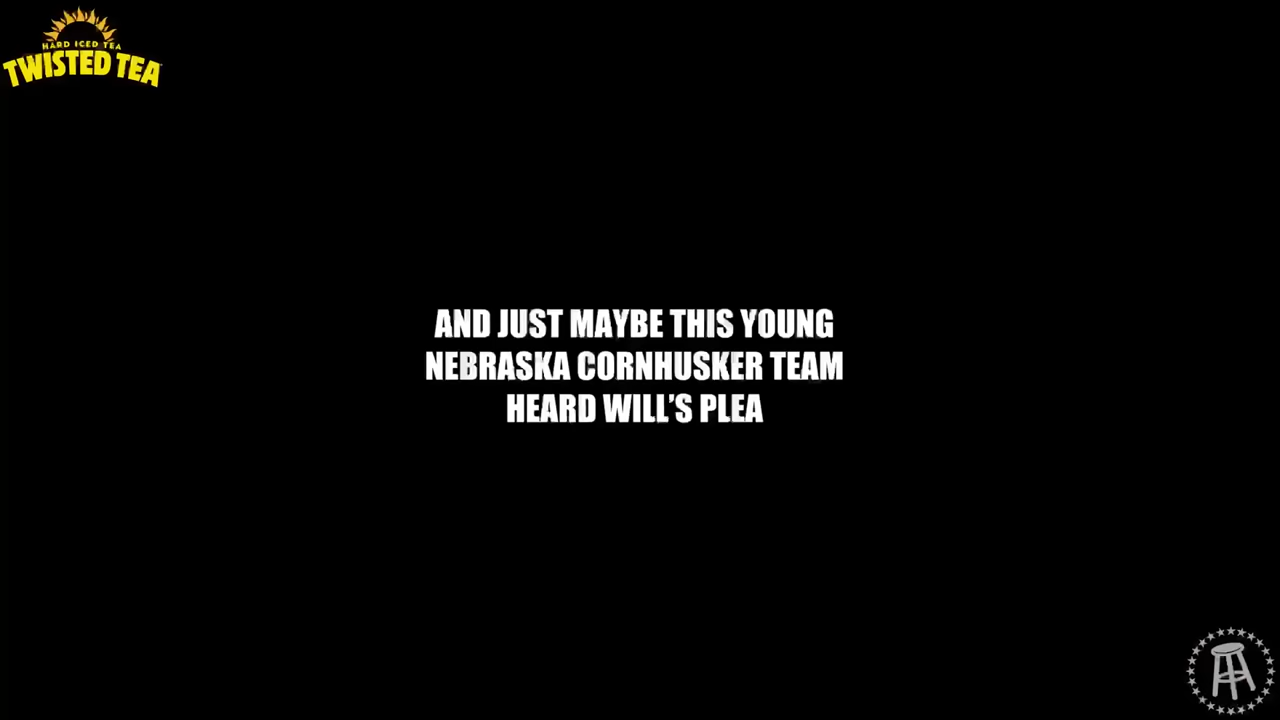 HARD ICED TEA
TWISTED TEA
AND JUST MAYBE THIS YOUNG
NEBRASKA CORNHUSKER TEAM
HEARD WILL'S PLEA